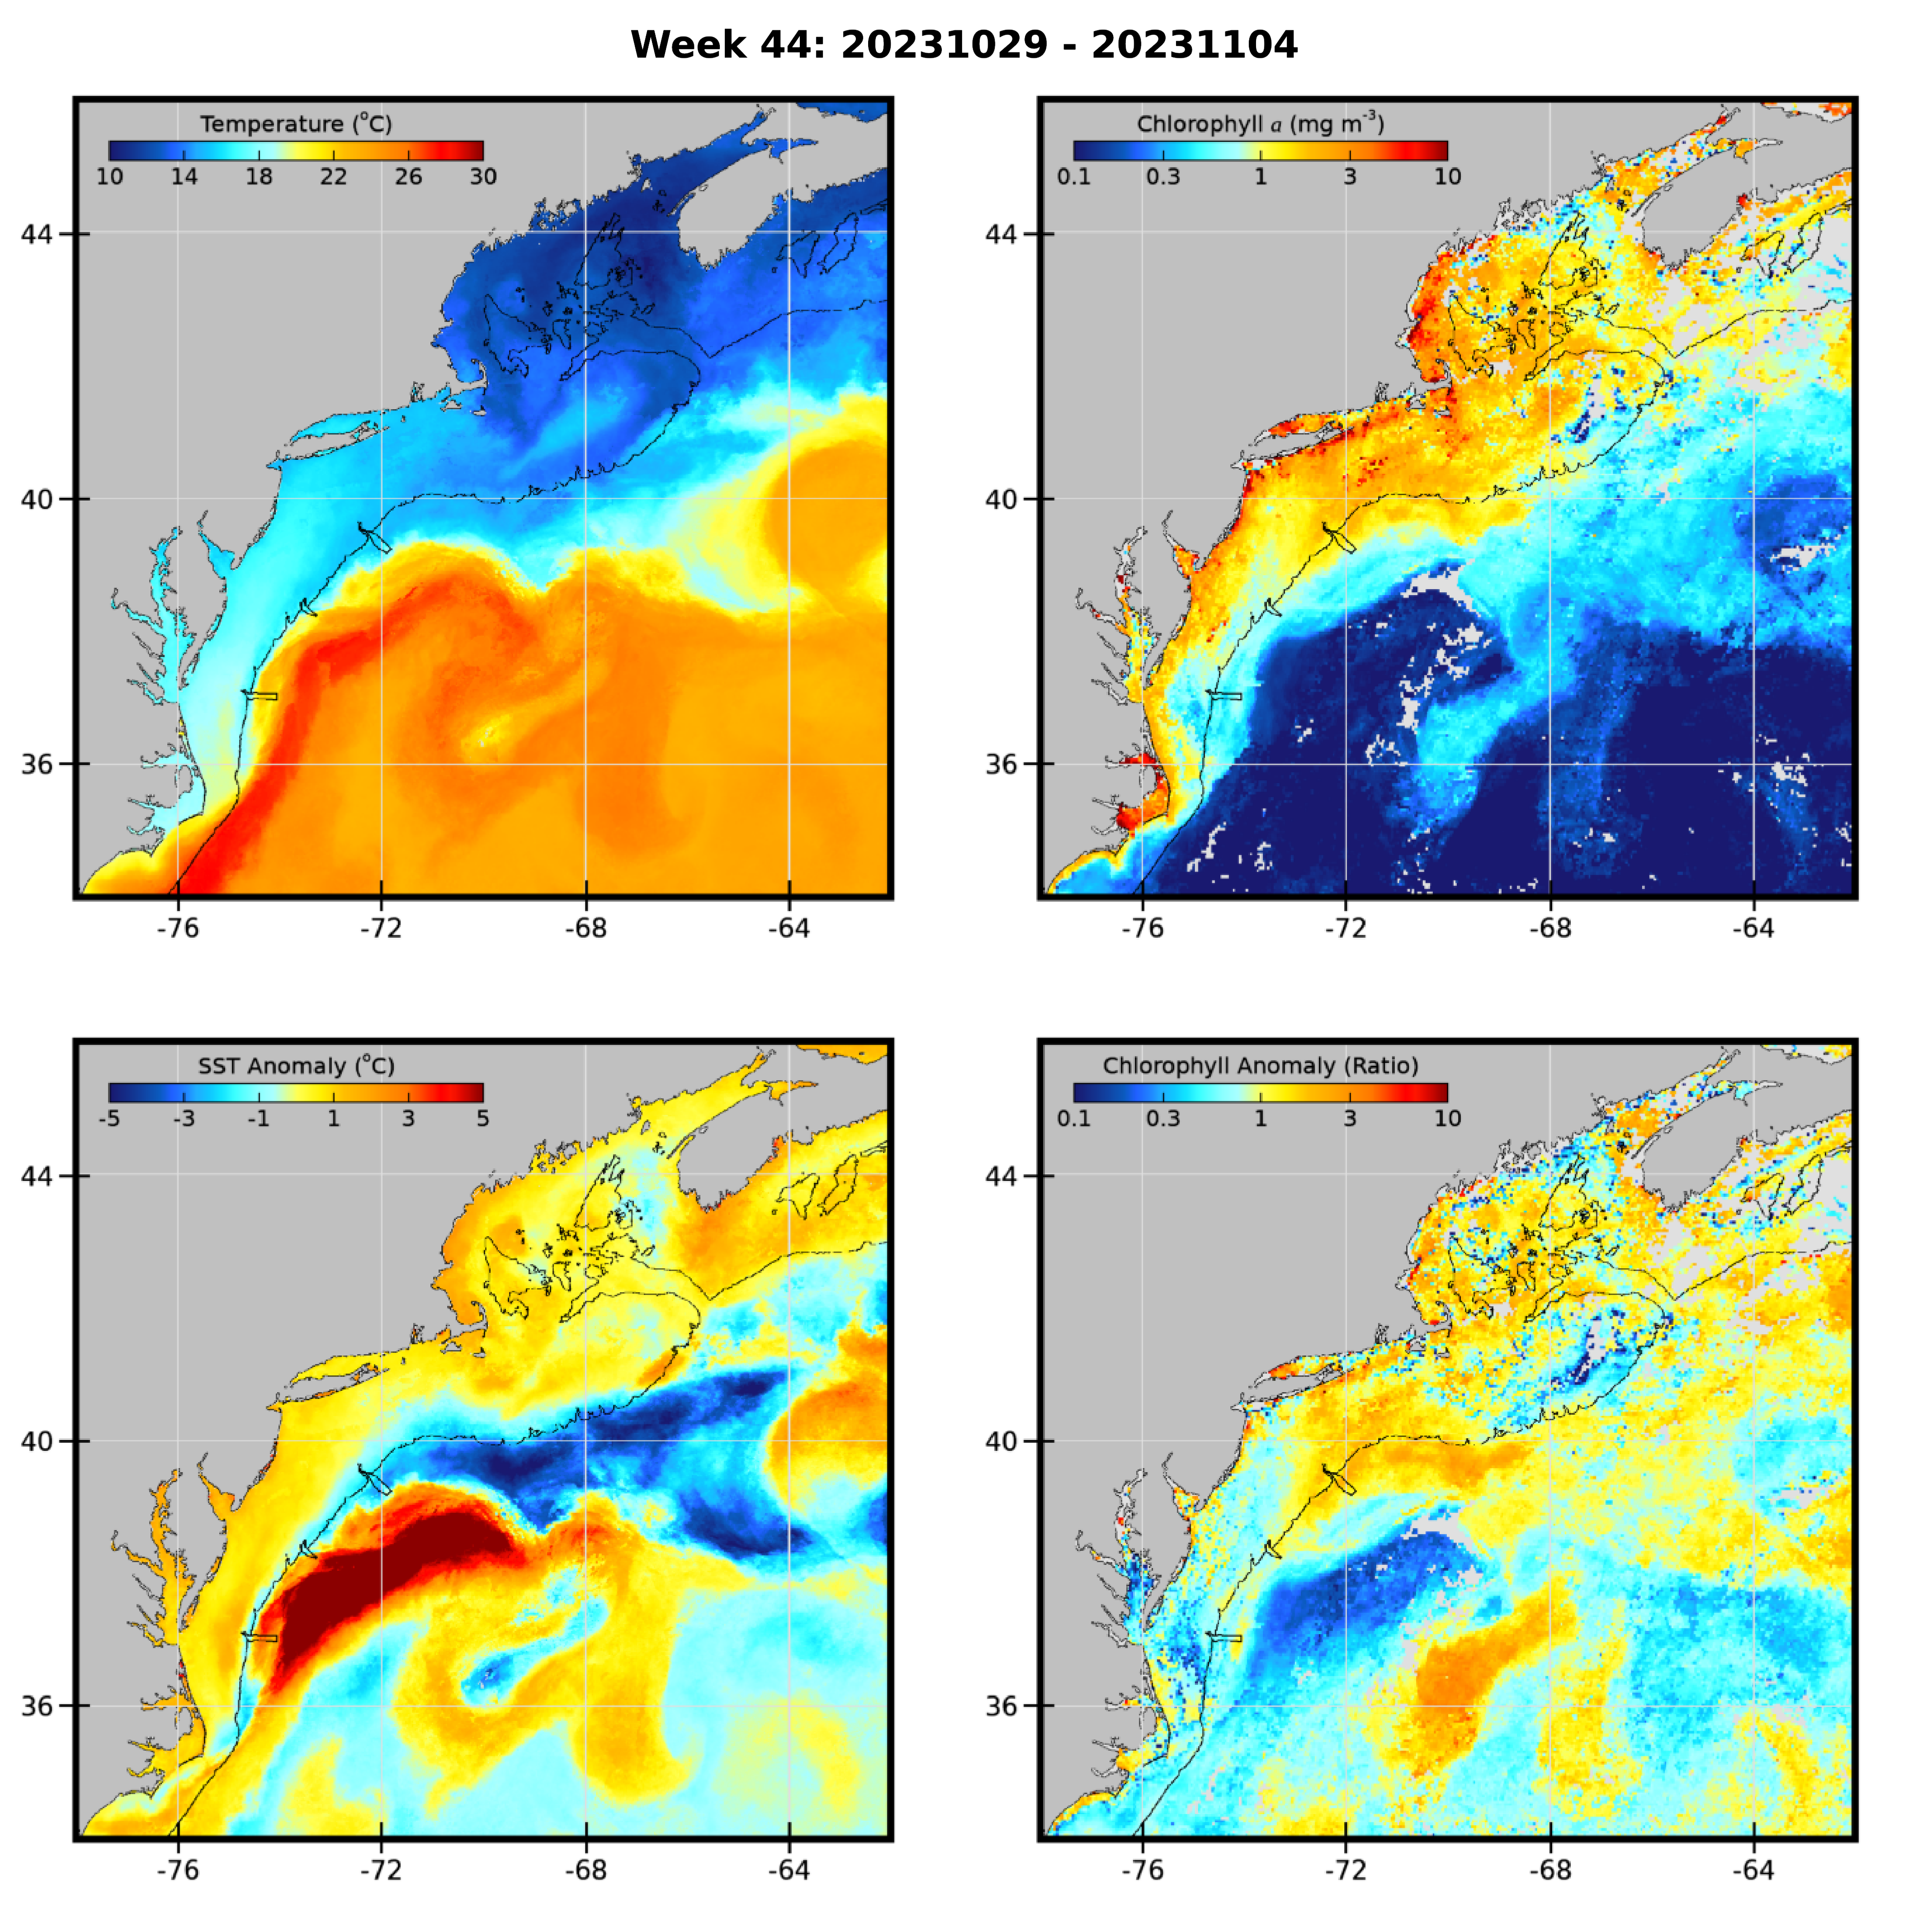 Week 44: 20231029 - 20231104
Temperature (°C)
10 14 18 22 26 30
44
40
36
-76 -72 -68 -64
Chlorophyll a (mg m⁻³)
0.1 0.3 1 3 10
44
40
36
-76 -72 -68 -64
SST Anomaly (°C)
-5 -3 -1 1 3 5
44
40
36
-76 -72 -68 -64
Chlorophyll Anomaly (Ratio)
0.1 0.3 1 3 10
44
40
36
-76 -72 -68 -64